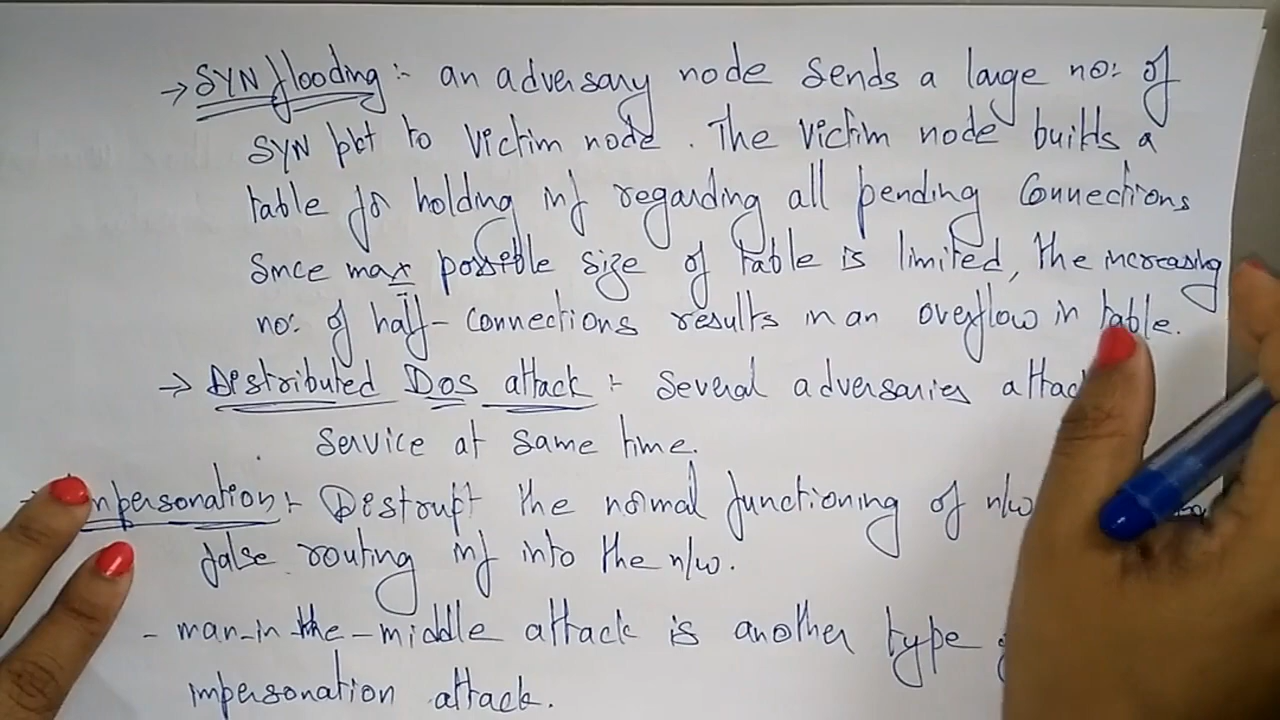 → SYN flooding :- an adversary node sends a large no: of
SYN pkt to victim node. The victim node builds a
table for holding inf regarding all pending connections
Since max possible size of table is limited, the increasing
no: of half-connections results in an overflow in table.
→ Distributed DOS attack :- Several adversaries attac
service at same time.
mpersonation :- Distrupt the normal functioning of n/w
false routing inf into the n/w.
- man-in-the-middle attack is another type
impersonation attack.